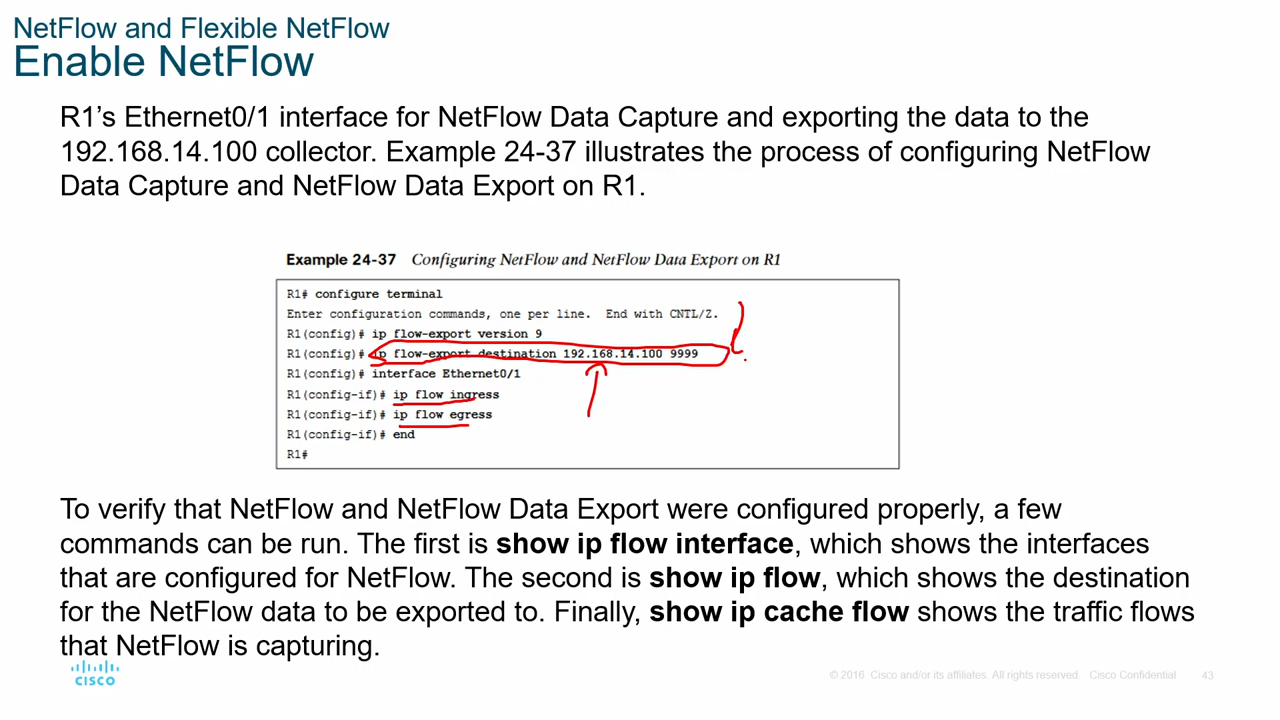 NetFlow and Flexible NetFlow
Enable NetFlow
R1’s Ethernet0/1 interface for NetFlow Data Capture and exporting the data to the
192.168.14.100 collector. Example 24-37 illustrates the process of configuring NetFlow
Data Capture and NetFlow Data Export on R1.
Example 24-37 Configuring NetFlow and NetFlow Data Export on R1
R1# configure terminal
Enter configuration commands, one per line. End with CNTL/Z.
R1(config)# ip flow-export version 9
R1(config)# ip flow-export destination 192.168.14.100 9999
R1(config)# interface Ethernet0/1
R1(config-if)# ip flow ingress
R1(config-if)# ip flow egress
R1(config-if)# end
R1#
To verify that NetFlow and NetFlow Data Export were configured properly, a few
commands can be run. The first is show ip flow interface, which shows the interfaces
that are configured for NetFlow. The second is show ip flow, which shows the destination
for the NetFlow data to be exported to. Finally, show ip cache flow shows the traffic flows
that NetFlow is capturing.
CISCO
© 2016 Cisco and/or its affiliates. All rights reserved. Cisco Confidential 43